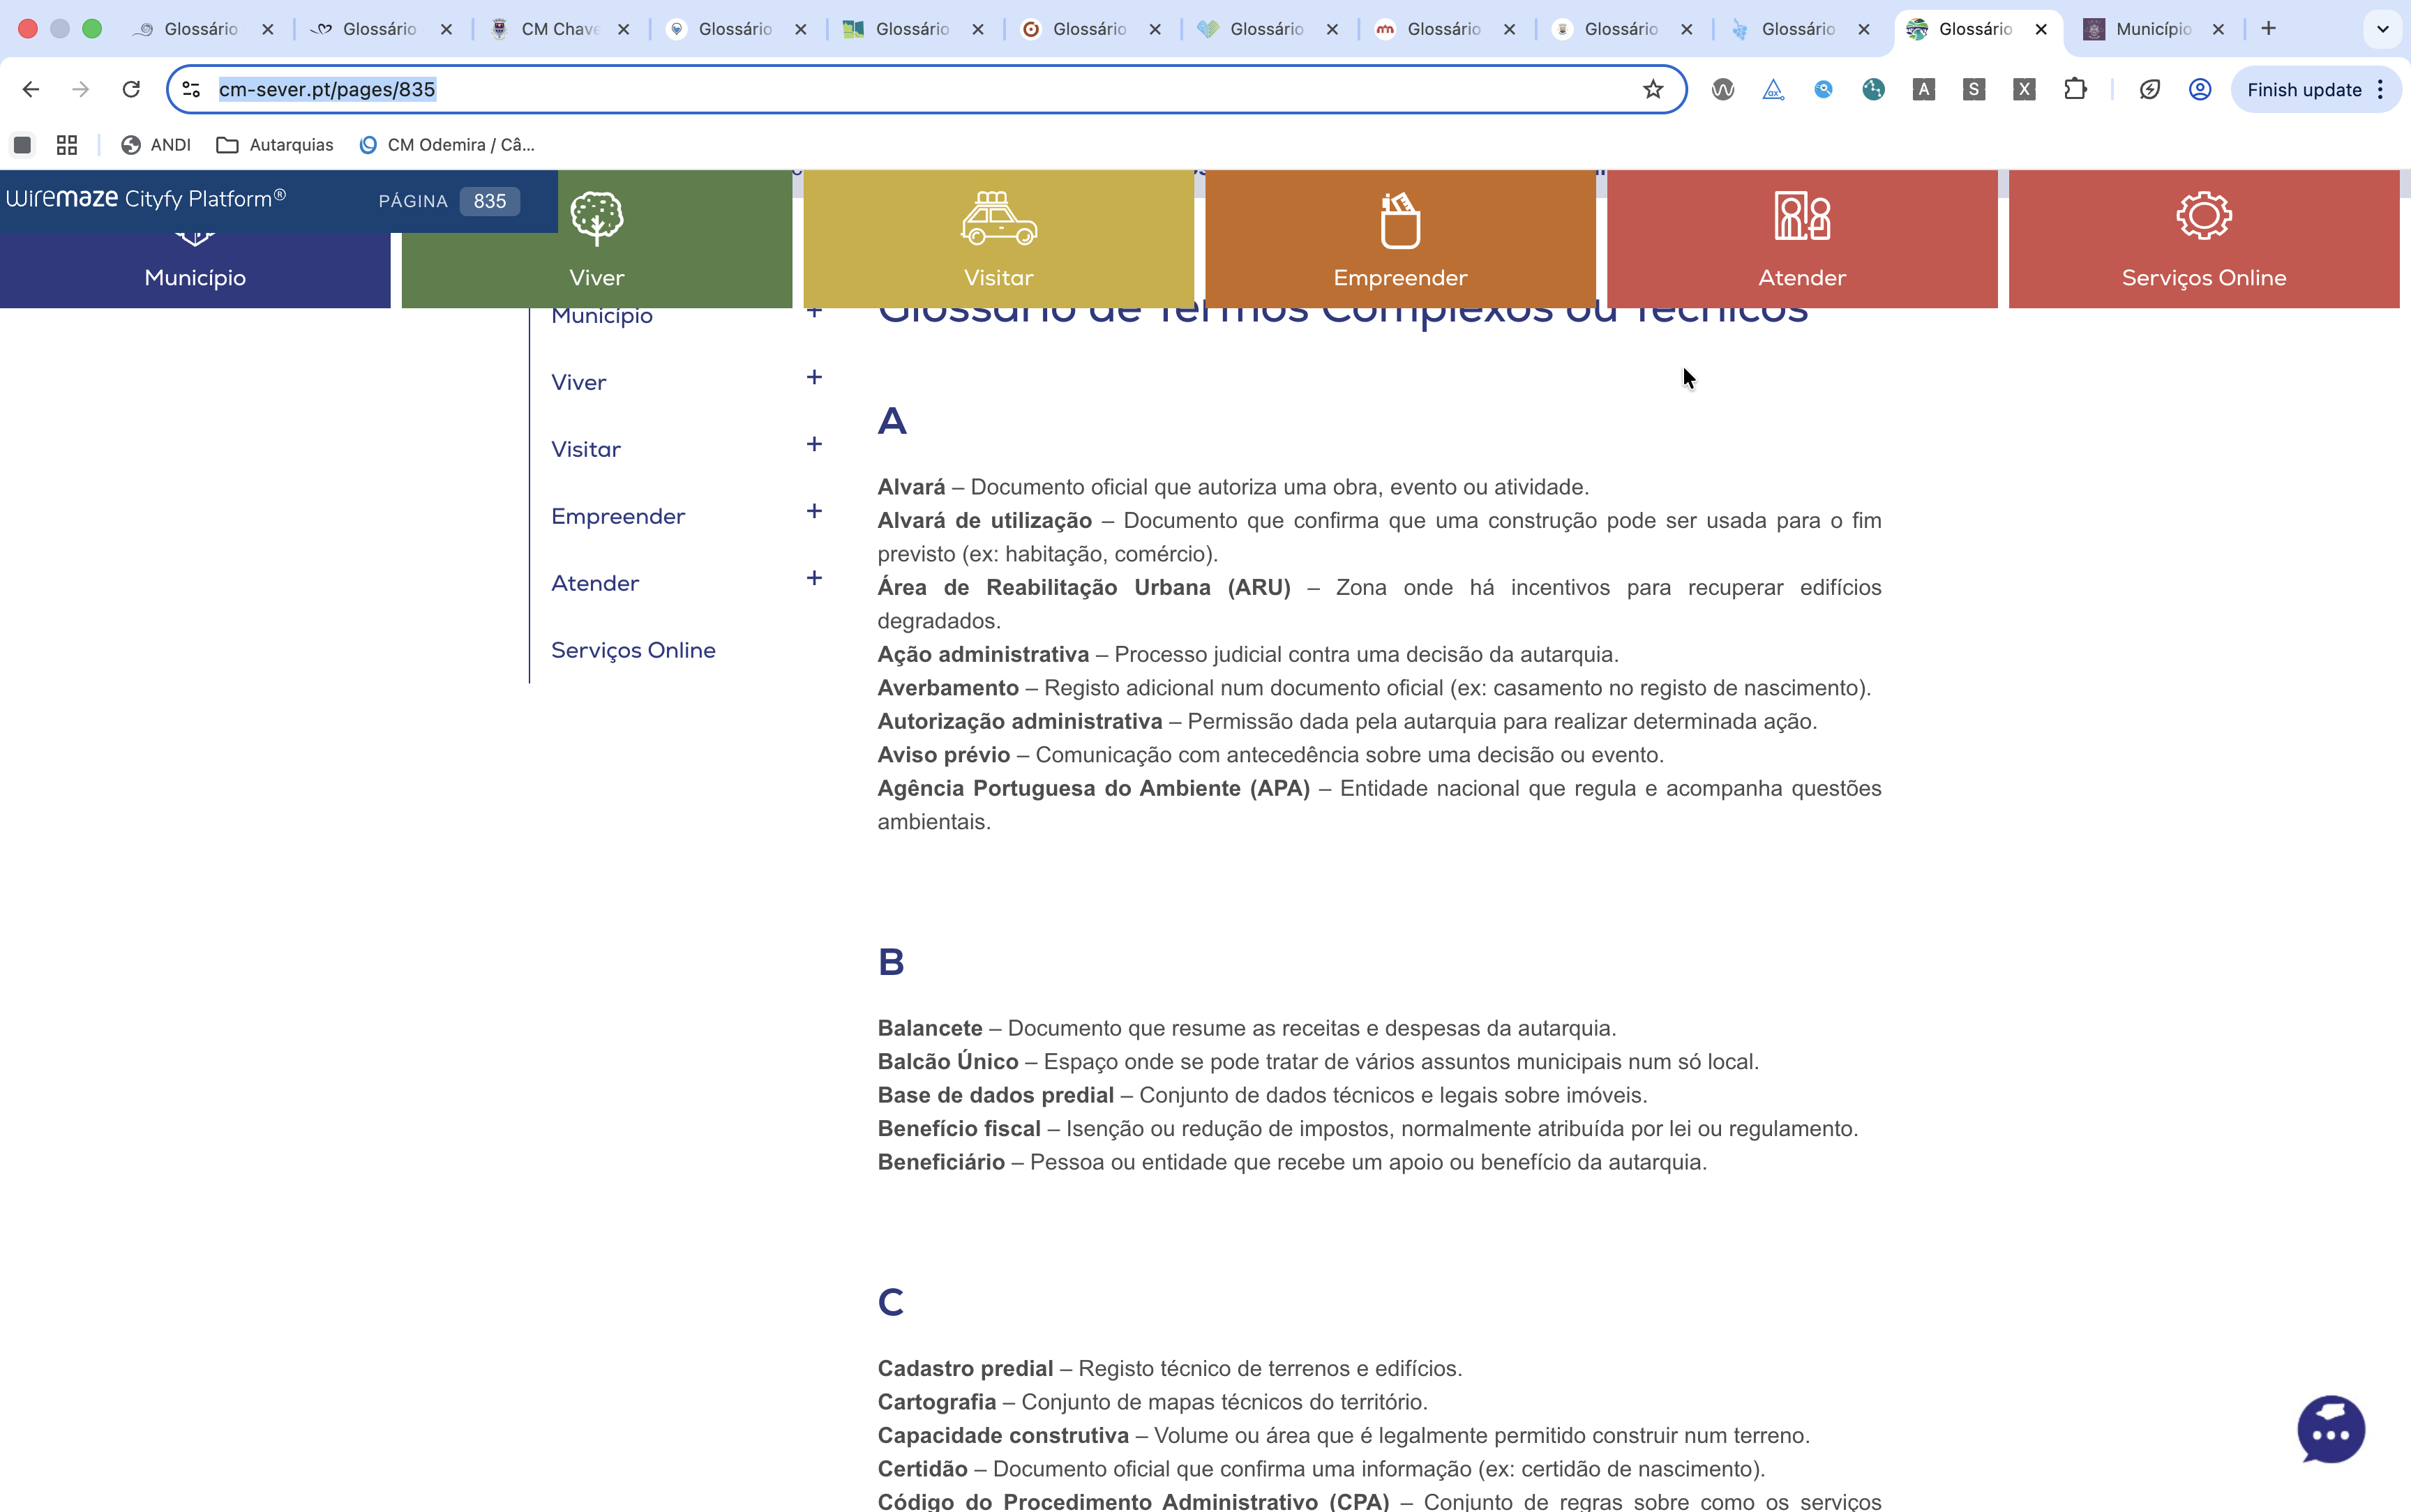 Glossário
Glossário
CM Chave
Glossário
Glossário
Glossário
Glossário
Glossário
Glossário
Glossário
Glossário
Município
cm-sever.pt/pages/835
A
S
X
Finish update
ANDI
Autarquias
CM Odemira / Câ...
wiremaze Cityfy Platform®
PÁGINA 835
Município
Viver
Visitar
Empreender
Atender
Serviços Online
Município +
Viver +
Visitar +
Empreender +
Atender +
Serviços Online
Glossário de Termos Complexos ou Técnicos
A
Alvará – Documento oficial que autoriza uma obra, evento ou atividade.
Alvará de utilização – Documento que confirma que uma construção pode ser usada para o fim
previsto (ex: habitação, comércio).
Área de Reabilitação Urbana (ARU) – Zona onde há incentivos para recuperar edifícios
degradados.
Ação administrativa – Processo judicial contra uma decisão da autarquia.
Averbamento – Registo adicional num documento oficial (ex: casamento no registo de nascimento).
Autorização administrativa – Permissão dada pela autarquia para realizar determinada ação.
Aviso prévio – Comunicação com antecedência sobre uma decisão ou evento.
Agência Portuguesa do Ambiente (APA) – Entidade nacional que regula e acompanha questões
ambientais.
B
Balancete – Documento que resume as receitas e despesas da autarquia.
Balcão Único – Espaço onde se pode tratar de vários assuntos municipais num só local.
Base de dados predial – Conjunto de dados técnicos e legais sobre imóveis.
Benefício fiscal – Isenção ou redução de impostos, normalmente atribuída por lei ou regulamento.
Beneficiário – Pessoa ou entidade que recebe um apoio ou benefício da autarquia.
C
Cadastro predial – Registo técnico de terrenos e edifícios.
Cartografia – Conjunto de mapas técnicos do território.
Capacidade construtiva – Volume ou área que é legalmente permitido construir num terreno.
Certidão – Documento oficial que confirma uma informação (ex: certidão de nascimento).
Código do Procedimento Administrativo (CPA) – Conjunto de regras sobre como os serviços